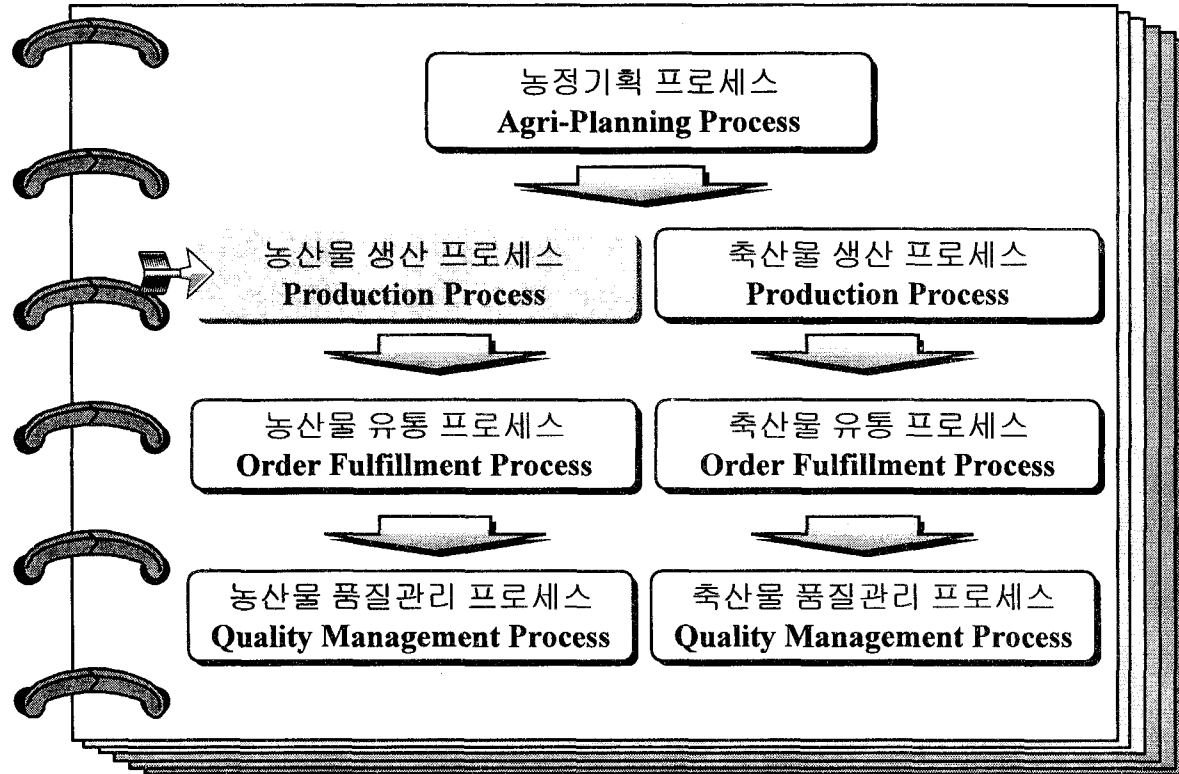 농정기획 프로세스
Agri-Planning Process
농산물 생산 프로세스
Production Process
축산물 생산 프로세스
Production Process
농산물 유통 프로세스
Order Fulfillment Process
축산물 유통 프로세스
Order Fulfillment Process
농산물 품질관리 프로세스
Quality Management Process
축산물 품질관리 프로세스
Quality Management Process